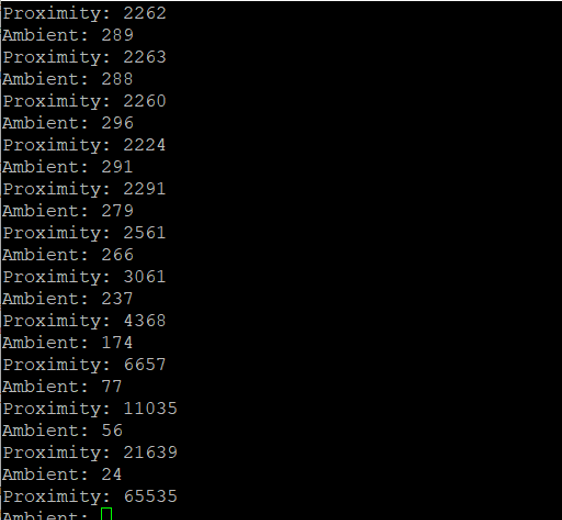 Proximity: 2262
Ambient: 289
Proximity: 2263
Ambient: 288
Proximity: 2260
Ambient: 296
Proximity: 2224
Ambient: 291
Proximity: 2291
Ambient: 279
Proximity: 2561
Ambient: 266
Proximity: 3061
Ambient: 237
Proximity: 4368
Ambient: 174
Proximity: 6657
Ambient: 77
Proximity: 11035
Ambient: 56
Proximity: 21639
Ambient: 24
Proximity: 65535
Ambient: